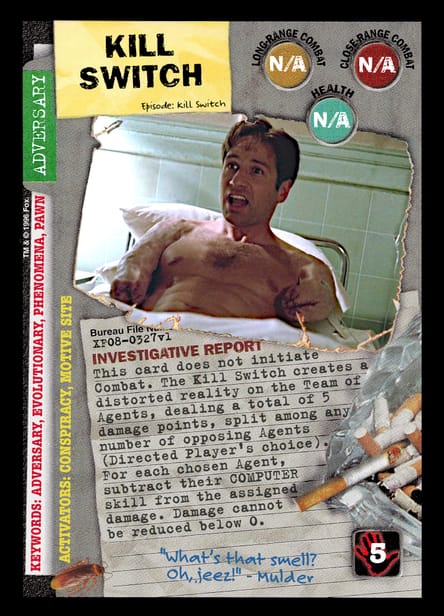 KILL
SWITCH
Episode: Kill Switch
LONG-RANGE COMBAT
N/A
CLOSE-RANGE COMBAT
N/A
HEALTH
N/A
ADVERSARY
TM & © 1996 Fox.
KEYWORDS: ADVERSARY, EVOLUTIONARY, PHENOMENA, PAWN
ACTIVATORS: CONSPIRACY, MOTIVE SITE
Bureau File
XF08-0327v1
INVESTIGATIVE REPORT
This card does not initiate
Combat. The Kill Switch creates a
distorted reality on the Team of
Agents, dealing a total of 5
damage points, split among any
number of opposing Agents
(Directed Player's choice).
For each chosen Agent,
subtract their COMPUTER
skill from the assigned
damage. Damage cannot
be reduced below 0.
5
"What's that smell?
Oh, jeez!" - Mulder